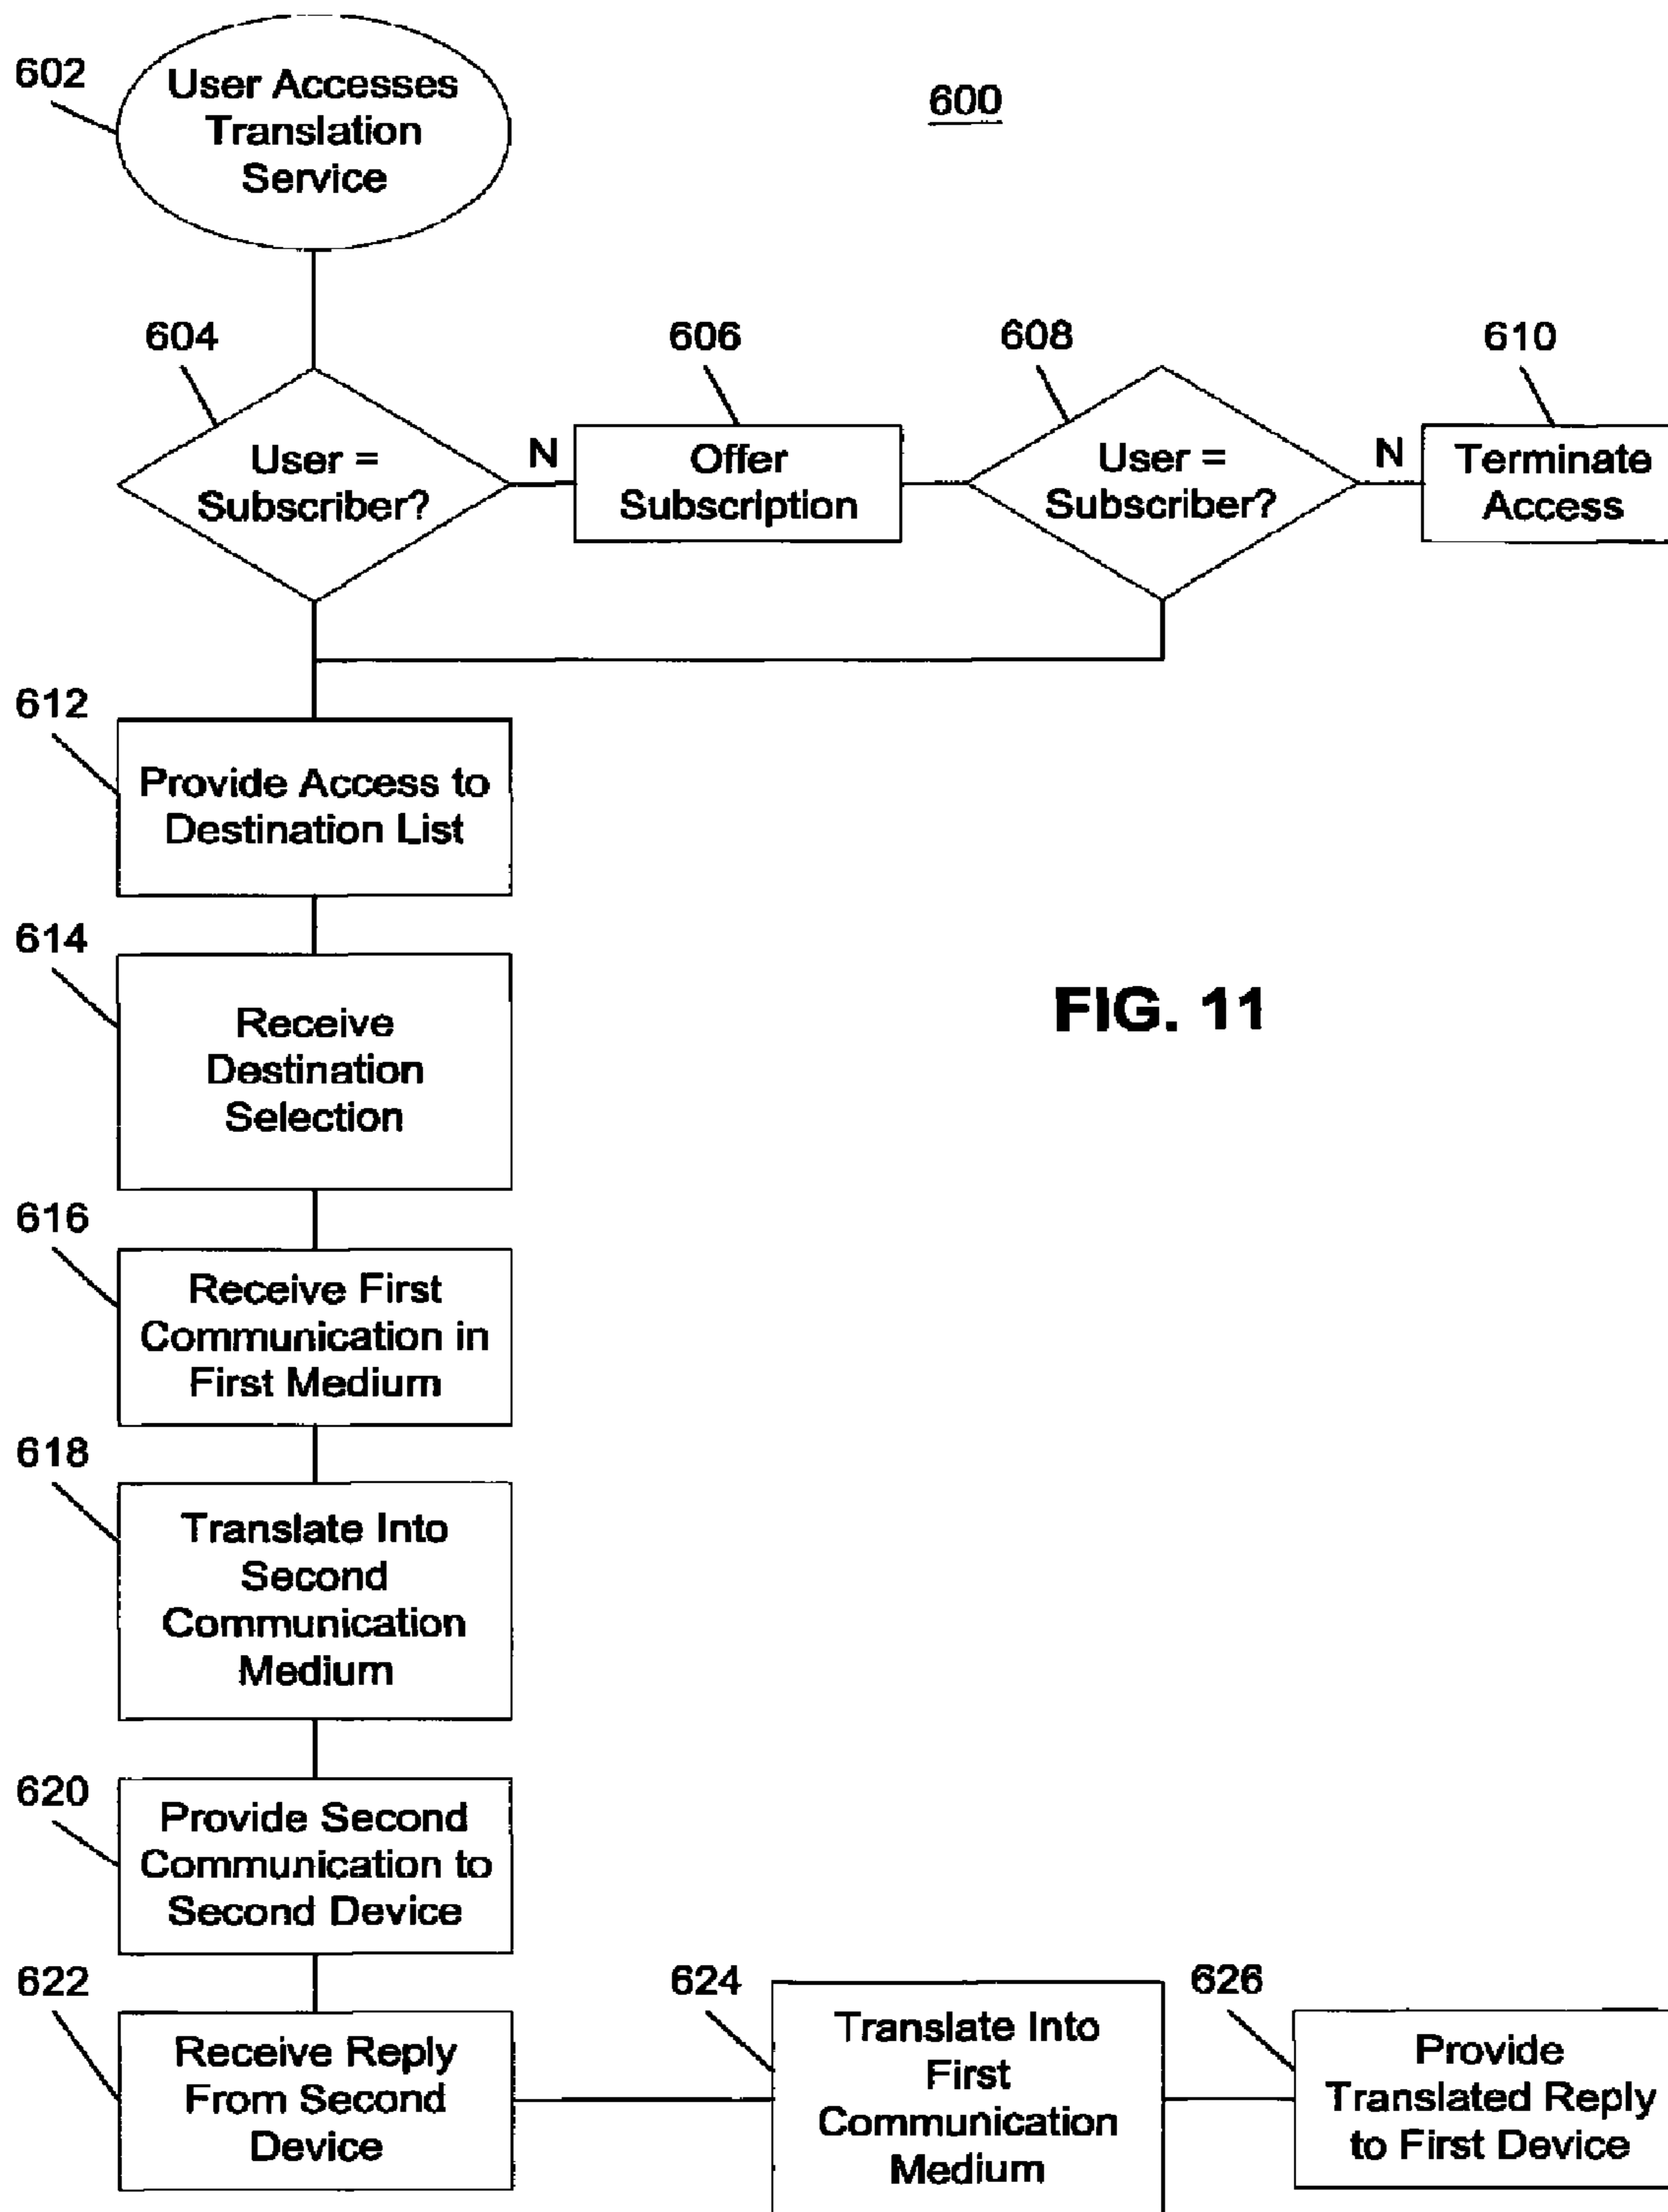 602
User Accesses
Translation
Service
600
604
606
608
610
User =
Subscriber?
N
Offer
Subscription
User =
Subscriber?
N
Terminate
Access
612
Provide Access to
Destination List
614
Receive
Destination
Selection
FIG. 11
616
Receive First
Communication in
First Medium
618
Translate Into
Second
Communication
Medium
620
Provide Second
Communication to
Second Device
622
Receive Reply
From Second
Device
624
Translate Into
First
Communication
Medium
626
Provide
Translated Reply
to First Device